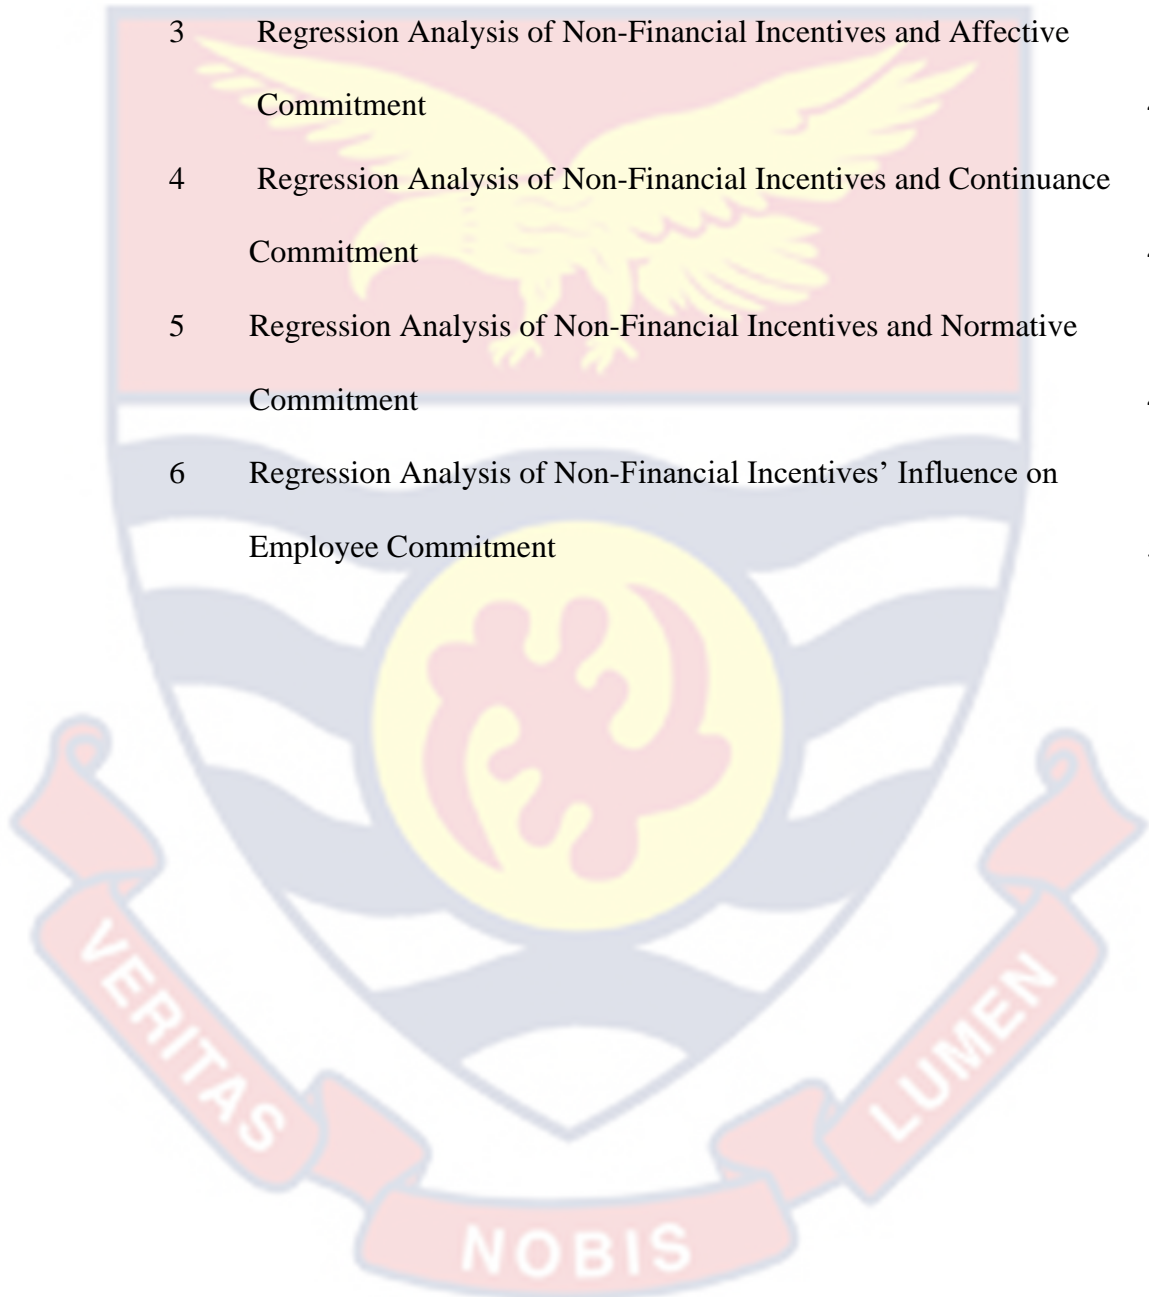 3 Regression Analysis of Non-Financial Incentives and Affective
Commitment
4 Regression Analysis of Non-Financial Incentives and Continuance
Commitment
5 Regression Analysis of Non-Financial Incentives and Normative
Commitment
6 Regression Analysis of Non-Financial Incentives’ Influence on
Employee Commitment
VERITAS
NOBIS
LUMEN